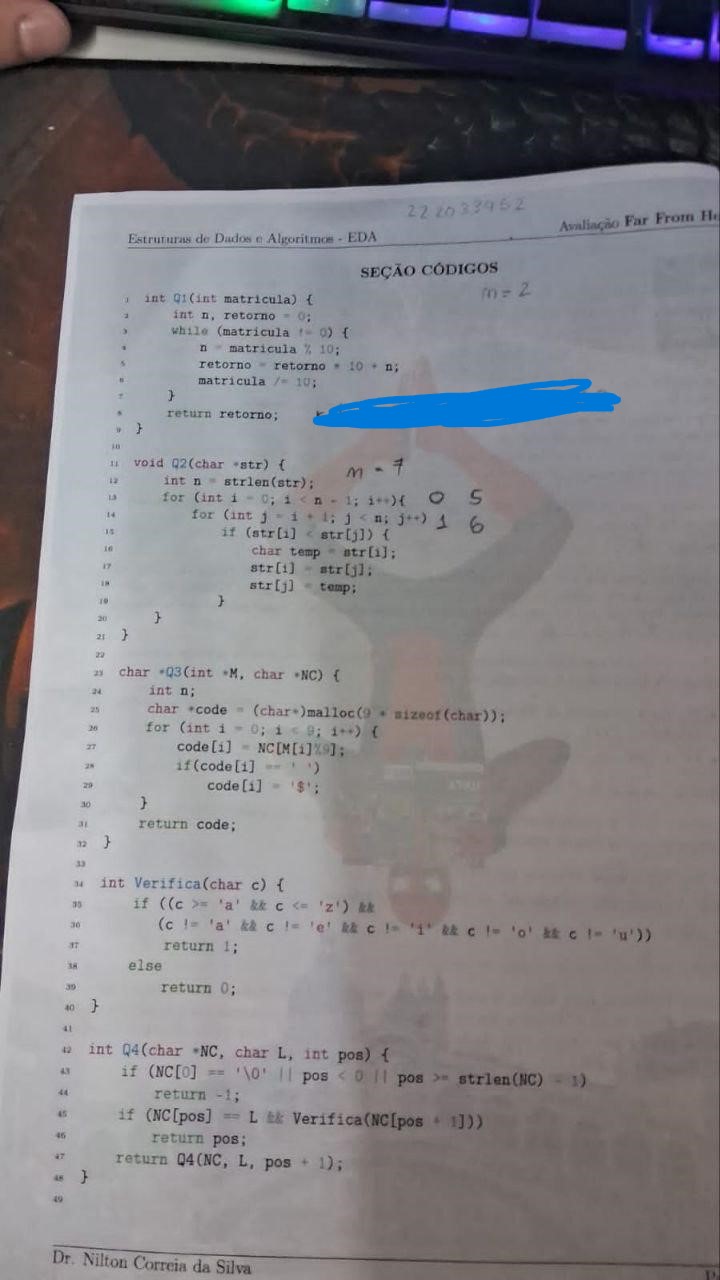 222033952
Estruturas de Dados e Algoritmos - EDA
Avaliação Far From
SEÇÃO CÓDIGOS
m = 2
1 int Q1(int matricula) {
2 int n, retorno = 0;
3 while (matricula != 0) {
4 n = matricula % 10;
5 retorno = retorno * 10 + n;
6 matricula /= 10;
7 }
8 return retorno;
9 }
10
11 void Q2(char *str) { m = 7
12 int n = strlen(str);
13 for (int i = 0; i < n - 1; i++){ 0 5
14 for (int j = i + 1; j < n; j++) 1 6
15 if (str[i] < str[j]) {
16 char temp = str[i];
17 str[i] = str[j];
18 str[j] = temp;
19 }
20 }
21 }
22
23 char *Q3(int *M, char *NC) {
24 int n;
25 char *code = (char*)malloc(9 * sizeof(char));
26 for (int i = 0; i < 9; i++) {
27 code[i] = NC[M[i]%9];
28 if(code[i] == ' ')
29 code[i] = '$';
30 }
31 return code;
32 }
33
34 int Verifica(char c) {
35 if ((c >= 'a' && c <= 'z') &&
36 (c != 'a' && c != 'e' && c != 'i' && c != 'o' && c != 'u'))
37 return 1;
38 else
39 return 0;
40 }
41
42 int Q4(char *NC, char L, int pos) {
43 if (NC[0] == '\0' || pos < 0 || pos >= strlen(NC) - 1)
44 return -1;
45 if (NC[pos] == L && Verifica(NC[pos + 1]))
46 return pos;
47 return Q4(NC, L, pos + 1);
48 }
49
Dr. Nilton Correia da Silva